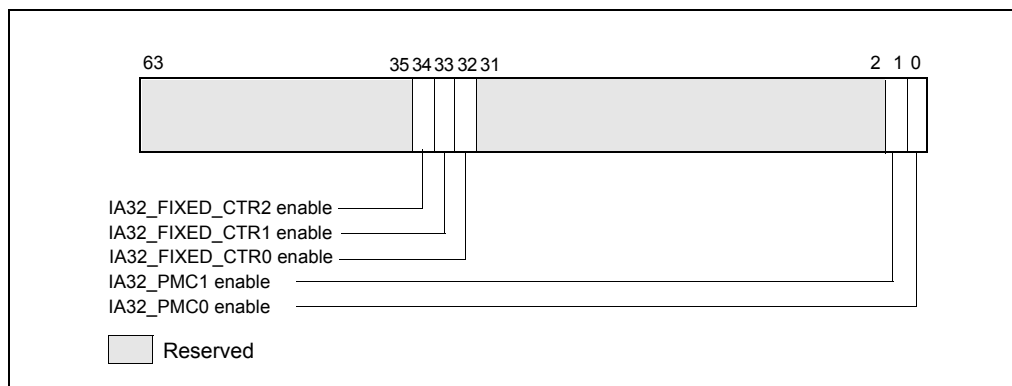 63 35 34 33 32 31 2 1 0
IA32_FIXED_CTR2 enable
IA32_FIXED_CTR1 enable
IA32_FIXED_CTR0 enable
IA32_PMC1 enable
IA32_PMC0 enable
Reserved